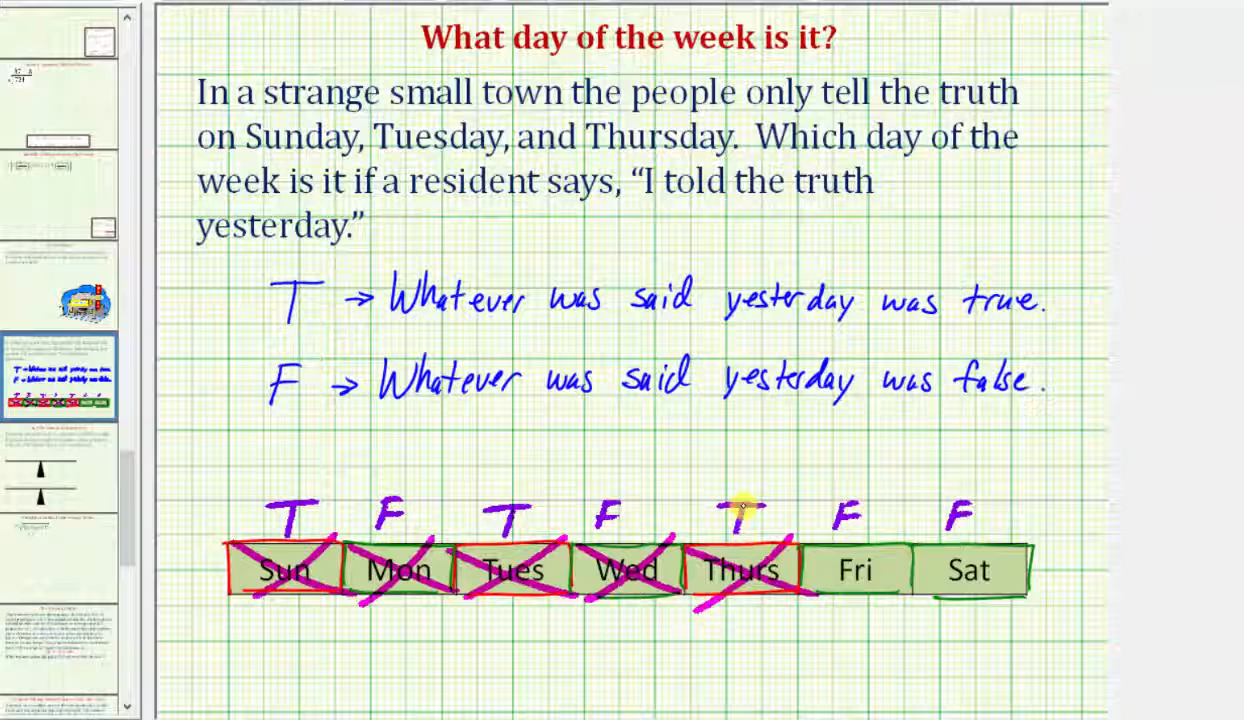 What day of the week is it?
In a strange small town the people only tell the truth
on Sunday, Tuesday, and Thursday. Which day of the
week is it if a resident says, “I told the truth
yesterday.”
T → Whatever was said yesterday was true.
F → Whatever was said yesterday was false.
T F T F T F F
Sun Mon Tues Wed Thurs Fri Sat